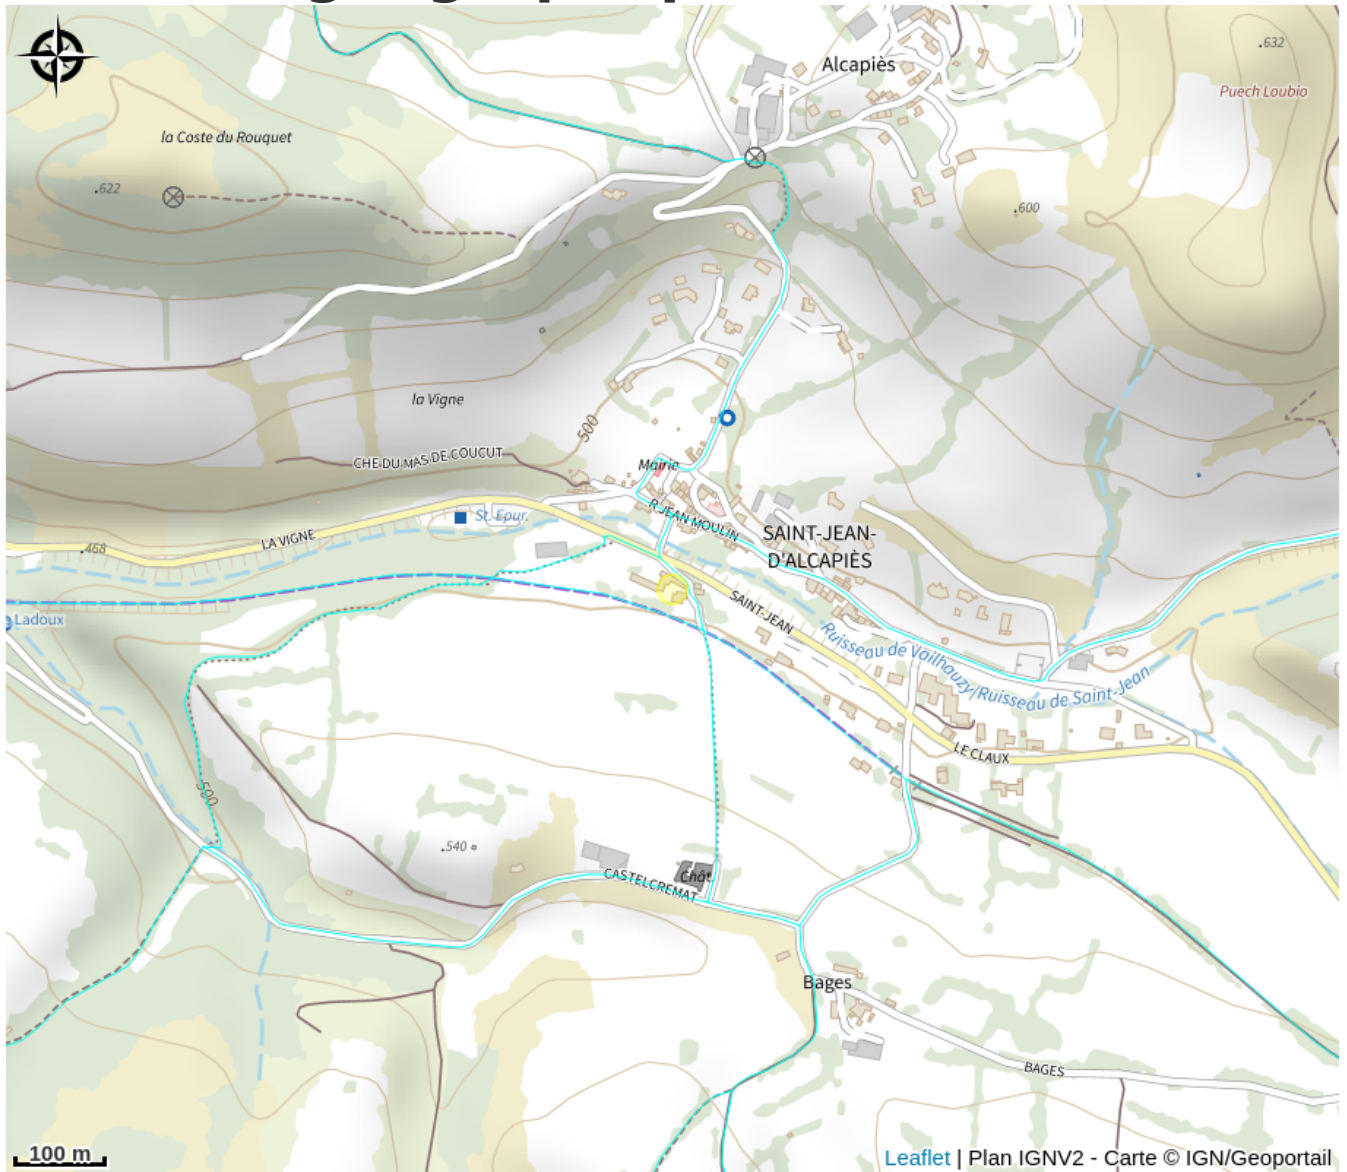 Alcapiès
.632
Puech Loubio
la Coste du Rouquet
.622
.600
la Vigne
500
CHE DU MAS DE COUCUT
Mairie
St. Epur.
R JEAN MOULIN
SAINT-JEAN-
D'ALCAPIÈS
LA VIGNE
.468
SAINT-JEAN
Ladoux
Ruisseau de Vailhauzy/Ruisseau de Saint-Jean
LE CLAUX
500
.540
Chât.
CASTELCREMAT
Bages
BAGES
100 m
Leaflet | Plan IGNV2 - Carte © IGN/Geoportail